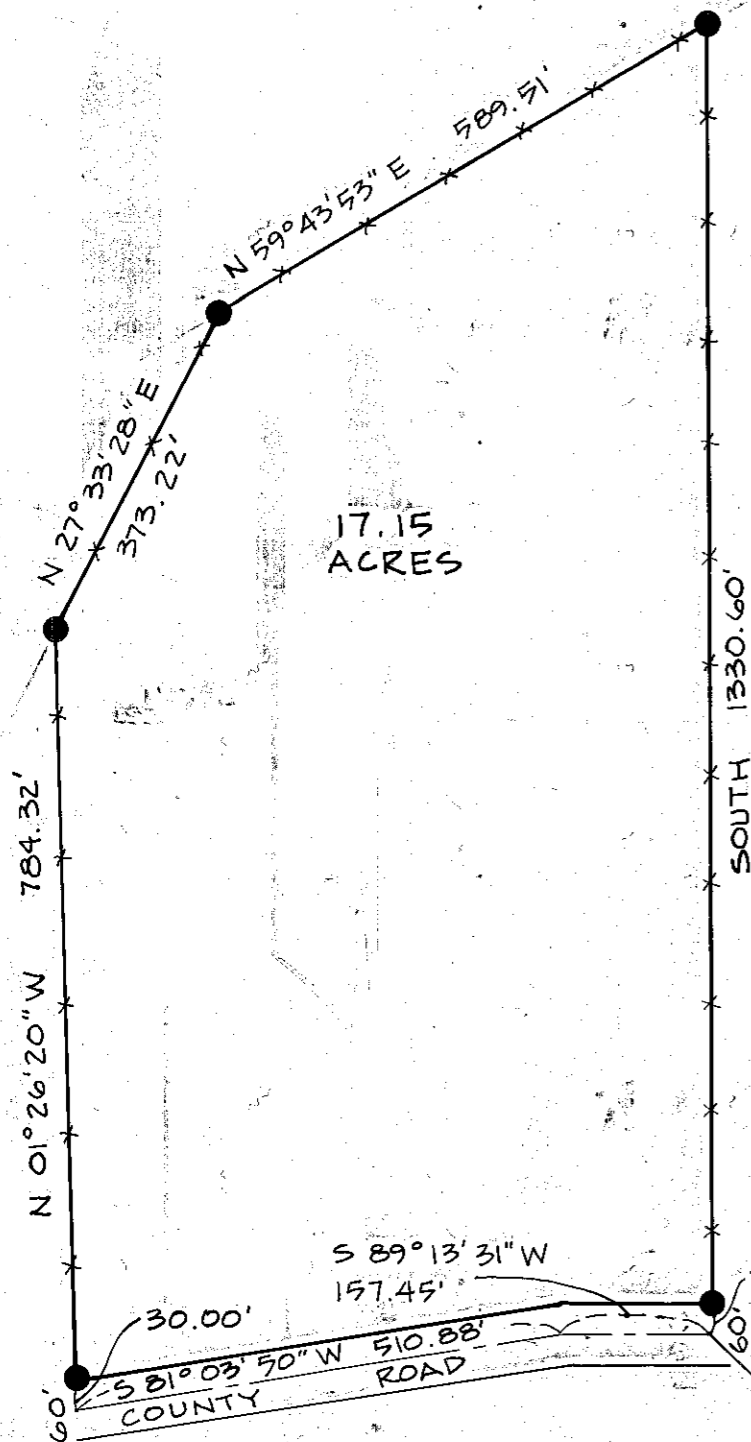 589.51'
N 59° 43' 53" E
N 27° 33' 28" E
373.22'
17.15
ACRES
SOUTH 1330.60'
784.32'
N 01° 26' 20" W
S 89° 13' 31" W
157.45'
30.00'
S 81° 03' 50" W 510.88'
COUNTY ROAD
60'
60'